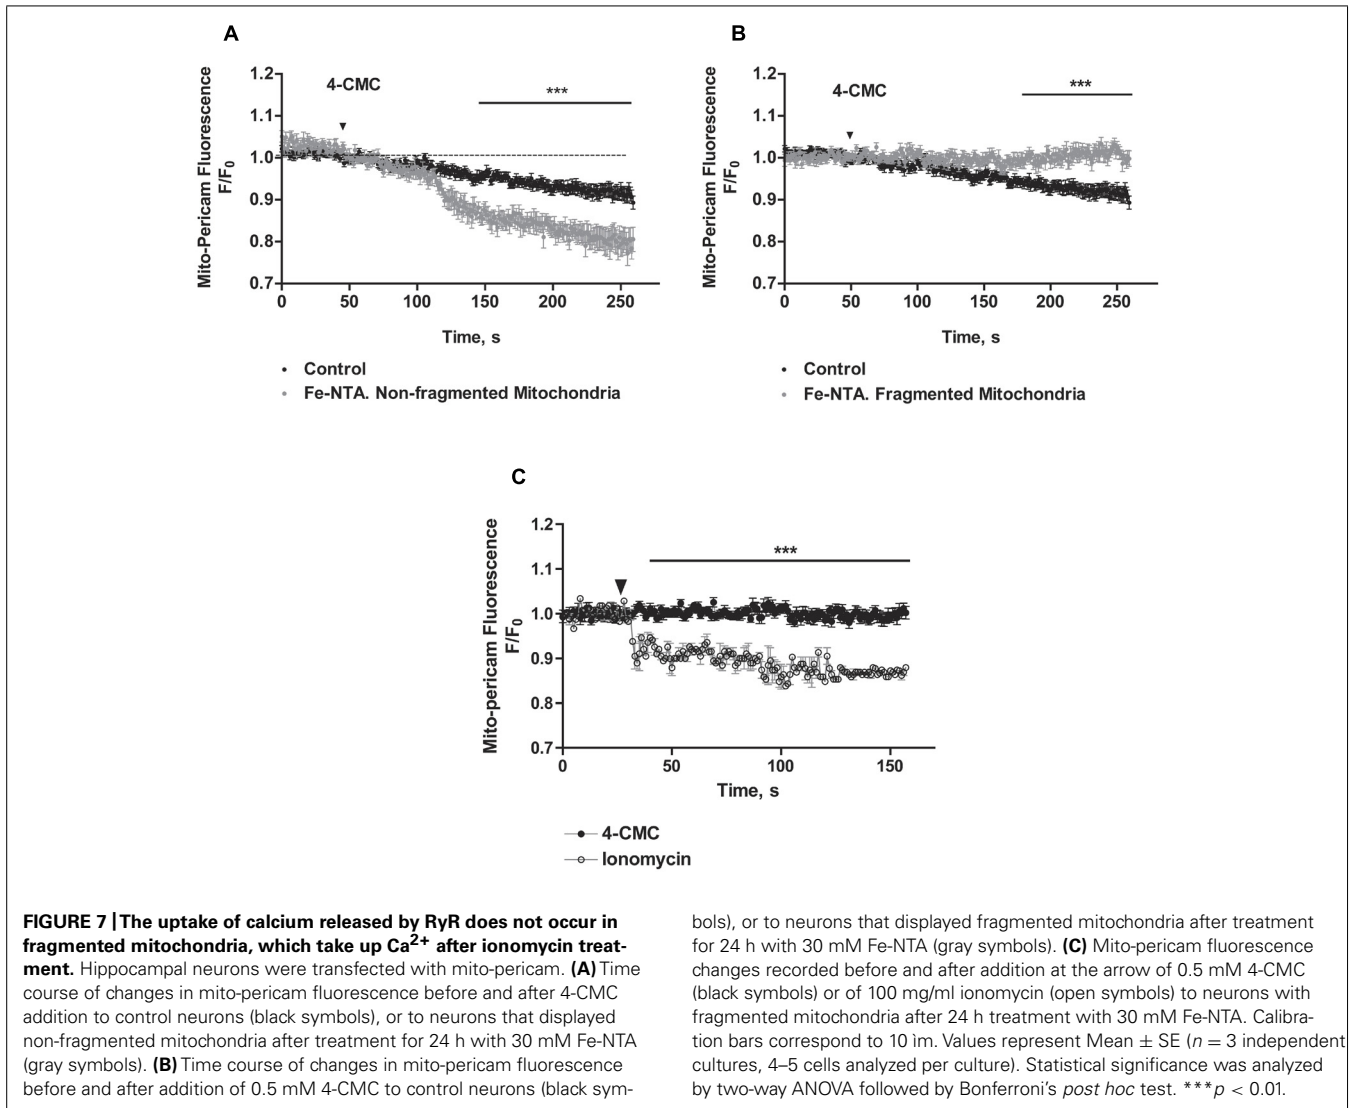 A
B
1.2
1.1
1.0
0.9
0.8
0.7
Mito-Pericam Fluorescence
F/F0
4-CMC
***
0 50 100 150 200 250
Time, s
Control
Fe-NTA. Non-fragmented Mitochondria
1.2
1.1
1.0
0.9
0.8
0.7
Mito-Pericam Fluorescence
F/F0
4-CMC
***
0 50 100 150 200 250
Time, s
Control
Fe-NTA. Fragmented Mitochondria
C
1.2
1.1
1.0
0.9
0.8
0.7
Mito-pericam Fluorescence
F/F0
***
0 50 100 150
Time, s
4-CMC
Ionomycin
FIGURE 7 | The uptake of calcium released by RyR does not occur in
fragmented mitochondria, which take up Ca2+ after ionomycin treat-
ment. Hippocampal neurons were transfected with mito-pericam. (A) Time
course of changes in mito-pericam fluorescence before and after 4-CMC
addition to control neurons (black symbols), or to neurons that displayed
non-fragmented mitochondria after treatment for 24 h with 30 mM Fe-NTA
(gray symbols). (B) Time course of changes in mito-pericam fluorescence
before and after addition of 0.5 mM 4-CMC to control neurons (black sym-
bols), or to neurons that displayed fragmented mitochondria after treatment
for 24 h with 30 mM Fe-NTA (gray symbols). (C) Mito-pericam fluorescence
changes recorded before and after addition at the arrow of 0.5 mM 4-CMC
(black symbols) or of 100 mg/ml ionomycin (open symbols) to neurons with
fragmented mitochondria after 24 h treatment with 30 mM Fe-NTA. Calibra-
tion bars correspond to 10 ìm. Values represent Mean ± SE (n = 3 independent
cultures, 4–5 cells analyzed per culture). Statistical significance was analyzed
by two-way ANOVA followed by Bonferroni's post hoc test. ***p < 0.01.